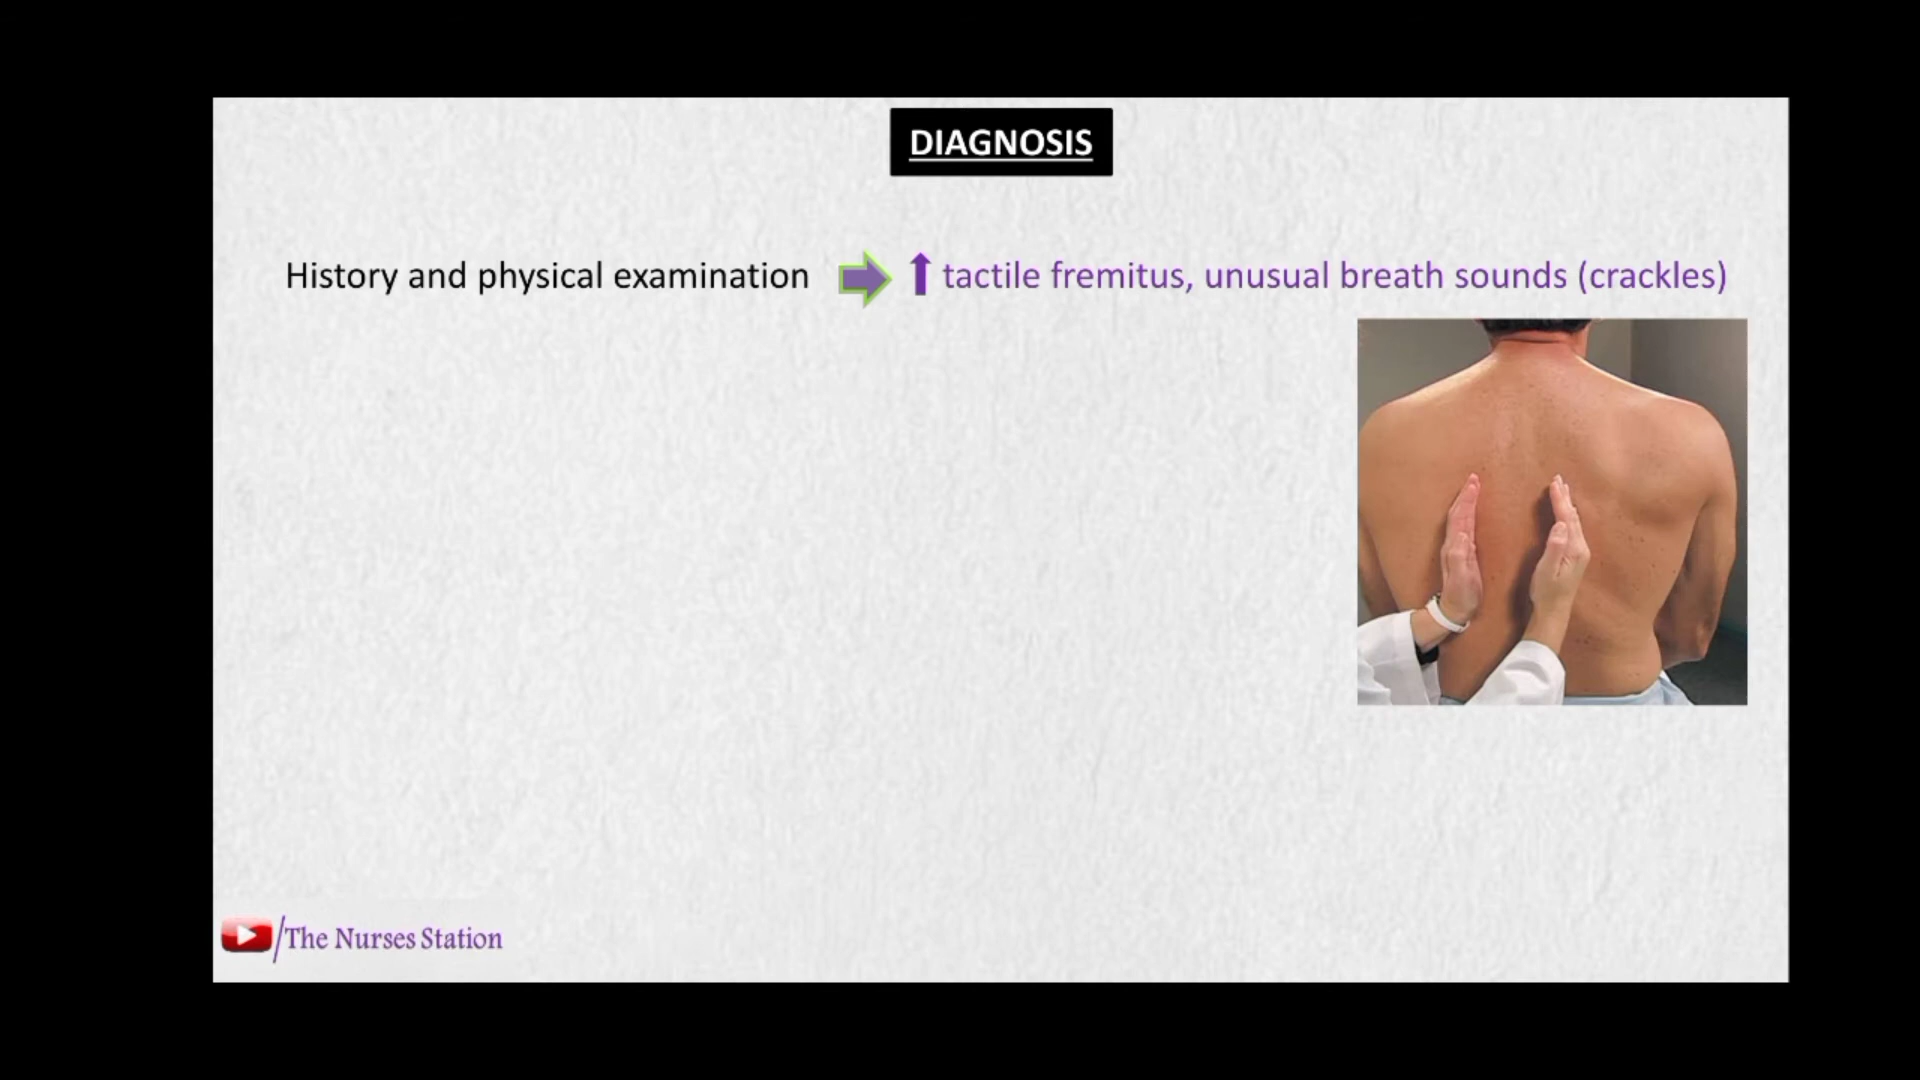 DIAGNOSIS
History and physical examination ➡ ⬆ tactile fremitus, unusual breath sounds (crackles)
/The Nurses Station